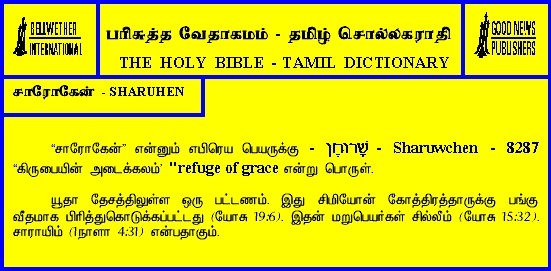 BELLWETHER
INTERNATIONAL
பரிசுத்த வேதாகமம் - தமிழ் சொல்லகராதி
THE HOLY BIBLE - TAMIL DICTIONARY
GOOD NEWS
PUBLISHERS
சாரோகேன் - SHARUHEN
“சாரோகேன்” என்னும் எபிரெய பெயருக்கு - שָׁרוּחֶן - Sharuwchen - 8287
“கிருபையின் அடைக்கலம்’ "refuge of grace என்று பொருள்.
யூதா தேசத்திலுள்ள ஒரு பட்டணம். இது சிமியோன் கோத்திரத்தாருக்கு பங்கு
வீதமாக பிரித்துகொடுக்கப்பட்டது (யோசு 19:6). இதன் மறுபெயர்கள் சில்லீம் (யோசு 15:32).
சாராயிம் (1நாளா 4:31) என்பதாகும்.